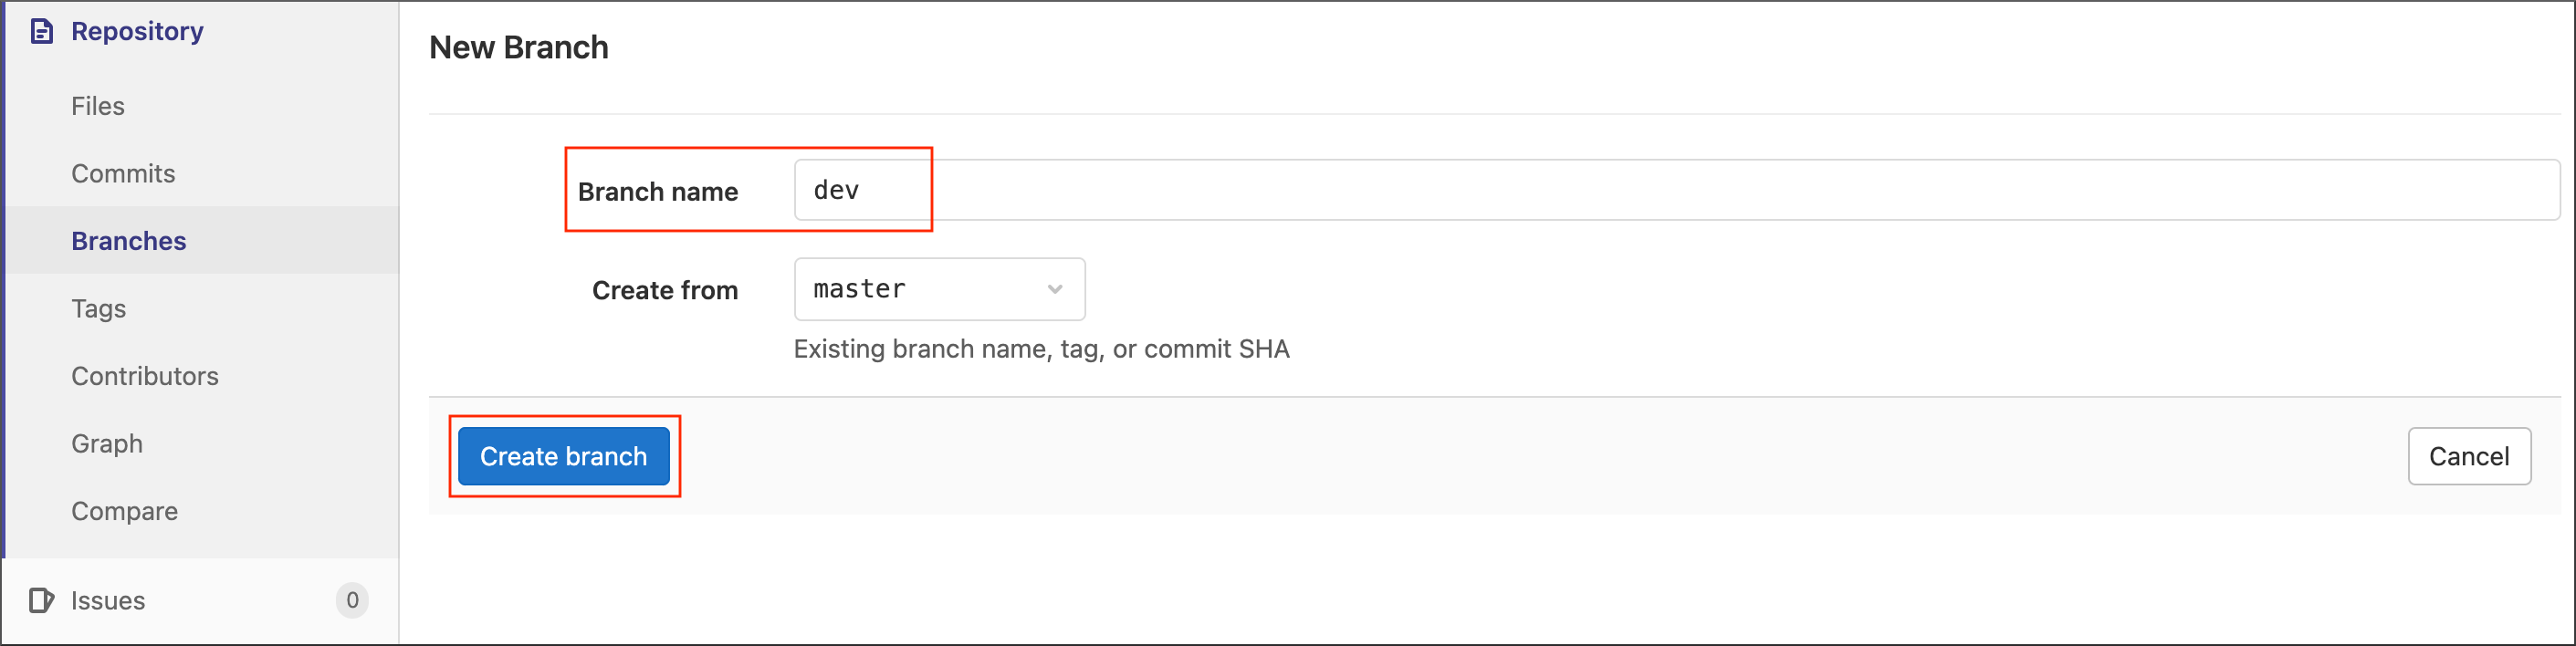 Repository
Files
Commits
Branches
Tags
Contributors
Graph
Compare
Issues 0
New Branch
Branch name dev
Create from master
Existing branch name, tag, or commit SHA
Create branch Cancel